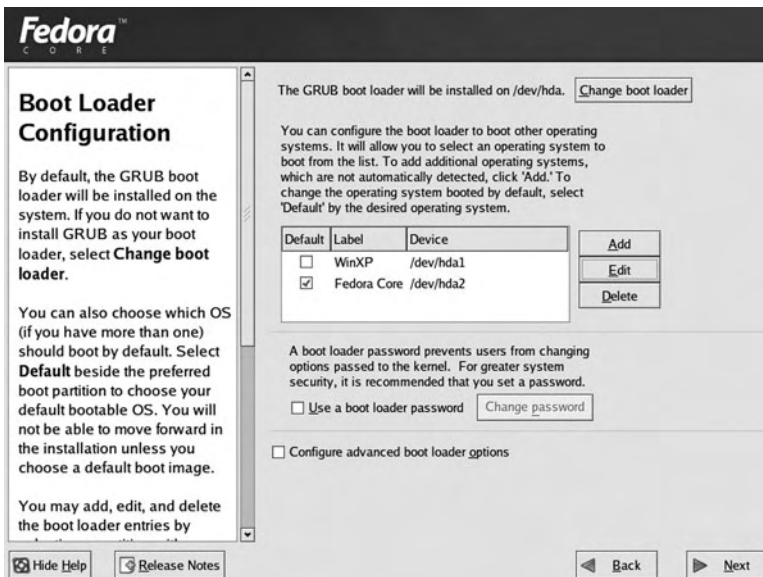 Fedora™
CORE
Boot Loader
Configuration
By default, the GRUB boot
loader will be installed on the
system. If you do not want to
install GRUB as your boot
loader, select Change boot
loader.
You can also choose which OS
(if you have more than one)
should boot by default. Select
Default beside the preferred
boot partition to choose your
default bootable OS. You will
not be able to move forward in
the installation unless you
choose a default boot image.
You may add, edit, and delete
the boot loader entries by
The GRUB boot loader will be installed on /dev/hda. Change boot loader
You can configure the boot loader to boot other operating
systems. It will allow you to select an operating system to
boot from the list. To add additional operating systems,
which are not automatically detected, click 'Add.' To
change the operating system booted by default, select
'Default' by the desired operating system.
Default Label Device
WinXP /dev/hda1
Fedora Core /dev/hda2
Add
Edit
Delete
A boot loader password prevents users from changing
options passed to the kernel. For greater system
security, it is recommended that you set a password.
Use a boot loader password Change password
Configure advanced boot loader options
Hide Help Release Notes Back Next